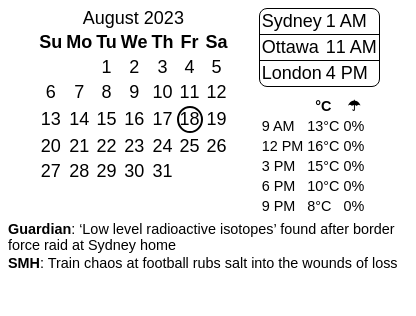 August 2023
Su Mo Tu We Th Fr Sa
1 2 3 4 5
6 7 8 9 10 11 12
13 14 15 16 17 18 19
20 21 22 23 24 25 26
27 28 29 30 31
Sydney 1 AM
Ottawa 11 AM
London 4 PM
°C ☂
9 AM 13°C 0%
12 PM 16°C 0%
3 PM 15°C 0%
6 PM 10°C 0%
9 PM 8°C 0%
Guardian: ‘Low level radioactive isotopes’ found after border
force raid at Sydney home
SMH: Train chaos at football rubs salt into the wounds of loss